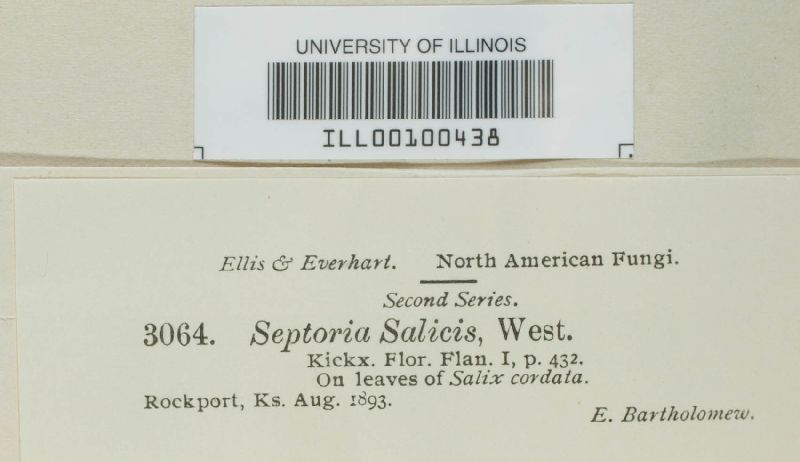 UNIVERSITY OF ILLINOIS
ILL00100438
Ellis & Everhart. North American Fungi.
Second Series.
3064. Septoria Salicis, West.
Kickx. Flor. Flan. I, p. 432.
On leaves of Salix cordata.
Rockport, Ks. Aug. 1893.
E. Bartholomew.